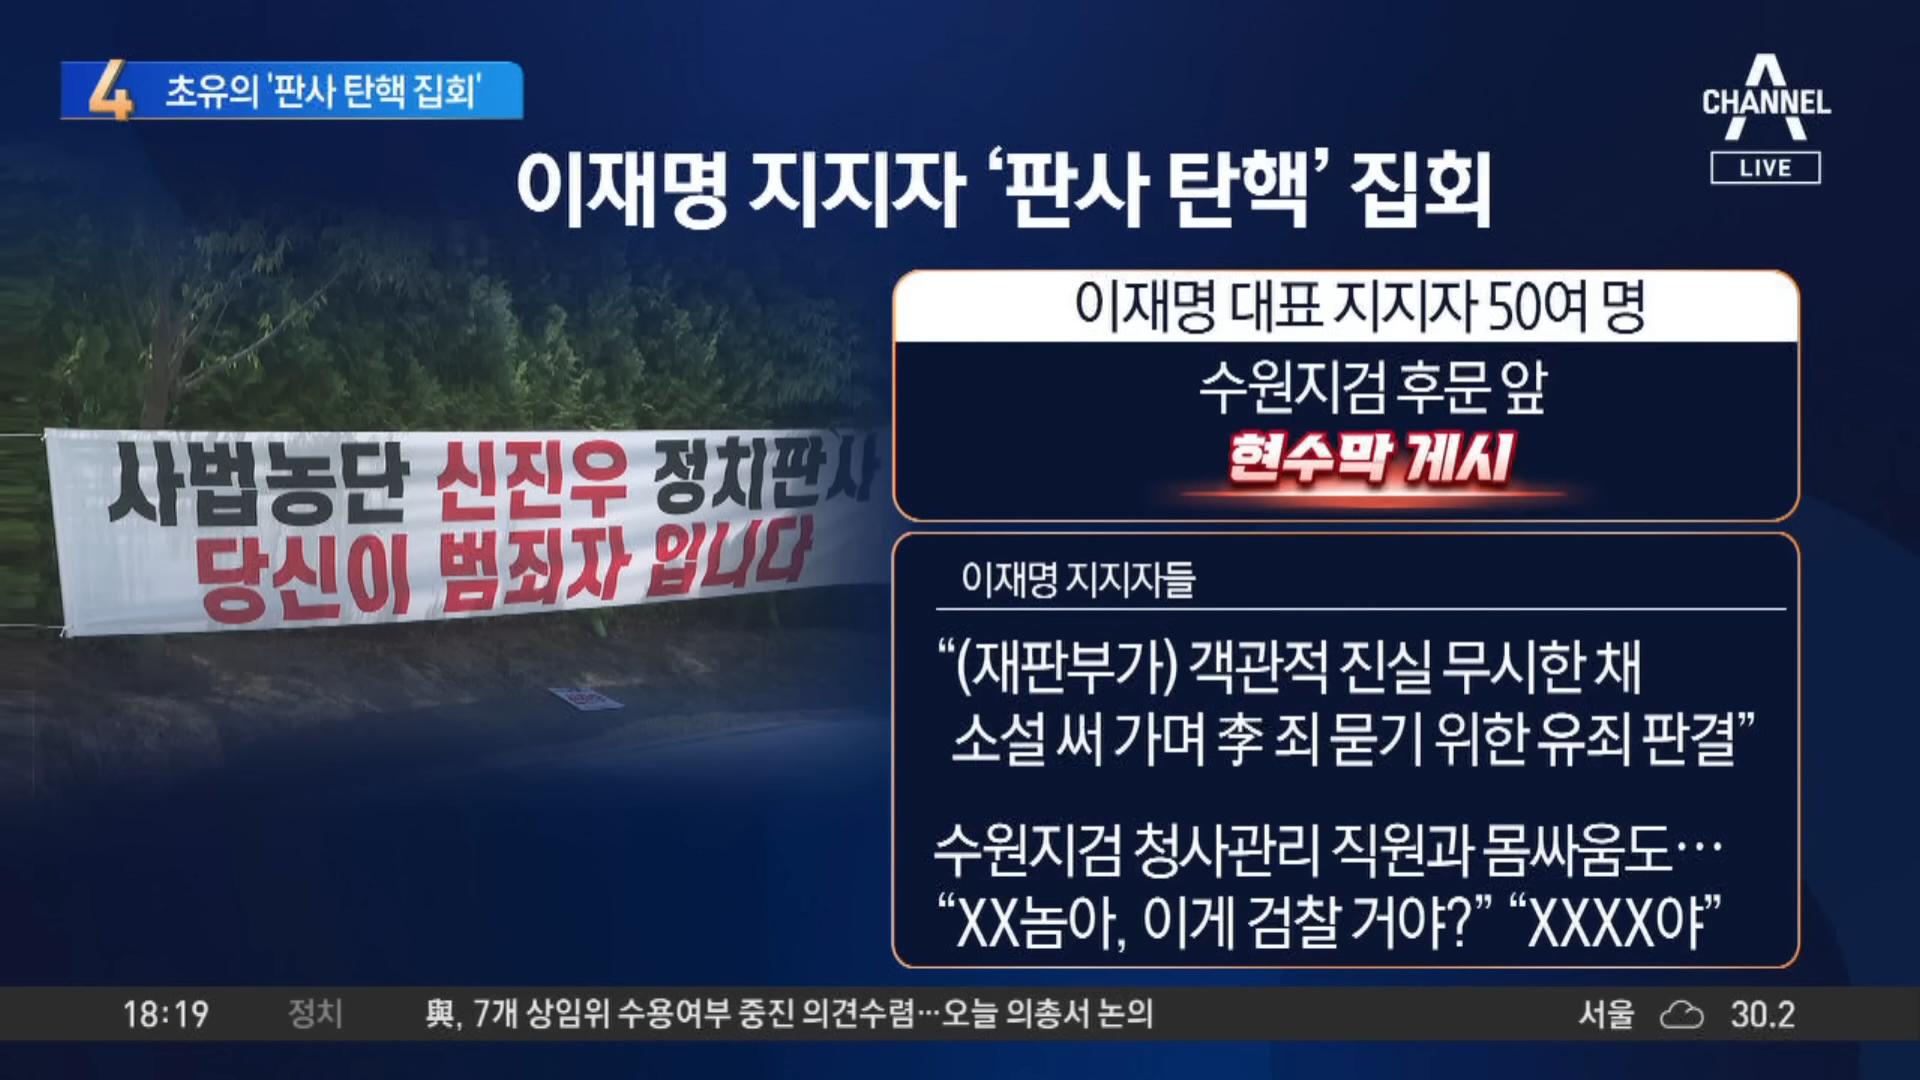 4 초유의 '판사 탄핵 집회'
CHANNEL A
LIVE
이재명 지지자 ‘판사 탄핵’ 집회
사법농단 신진우 정치판사
당신이 범죄자 입니다
이재명 대표 지지자 50여 명
수원지검 후문 앞
현수막 게시
이재명 지지자들
“(재판부가) 객관적 진실 무시한 채
소설 써 가며 李 죄 묻기 위한 유죄 판결”
수원지검 청사관리 직원과 몸싸움도…
“XX놈아, 이게 검찰 거야?” “XXXX야”
18:19 정치 與, 7개 상임위 수용여부 중진 의견수렴…오늘 의총서 논의 서울 30.2